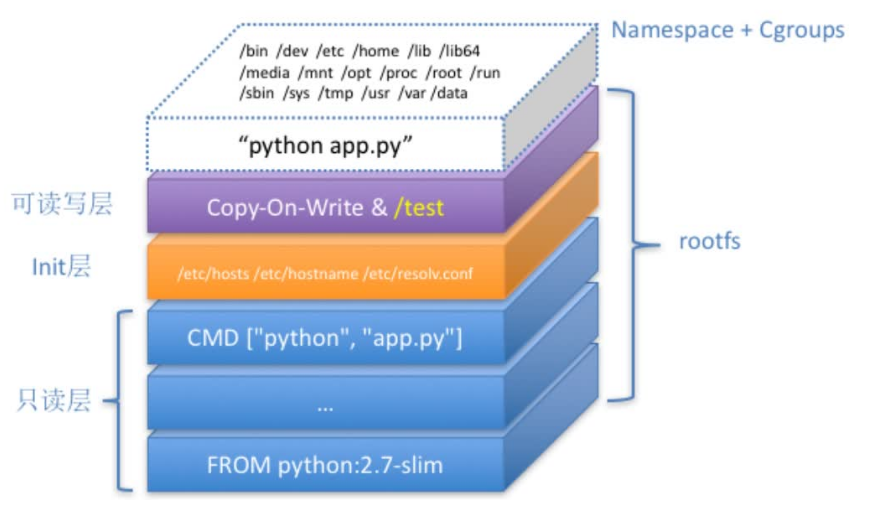 Namespace + Cgroups
/bin /dev /etc /home /lib /lib64
/media /mnt /opt /proc /root /run
/sbin /sys /tmp /usr /var /data
“python app.py”
可读写层
Copy-On-Write & /test
rootfs
Init层
/etc/hosts /etc/hostname /etc/resolv.conf
CMD ["python", "app.py"]
只读层
...
FROM python:2.7-slim